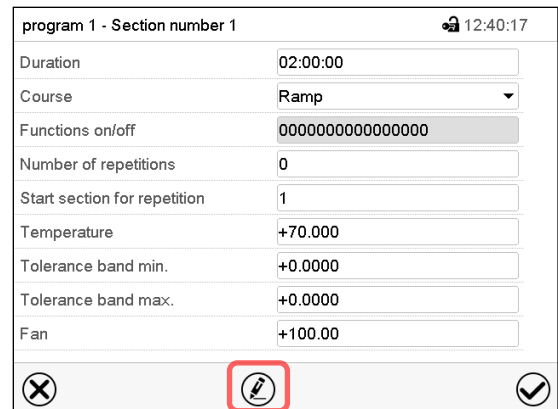 program 1 - Section number 1 12:40:17
Duration 02:00:00
Course Ramp
Functions on/off 0000000000000000
Number of repetitions 0
Start section for repetition 1
Temperature +70.000
Tolerance band min. +0.0000
Tolerance band max. +0.0000
Fan +100.00